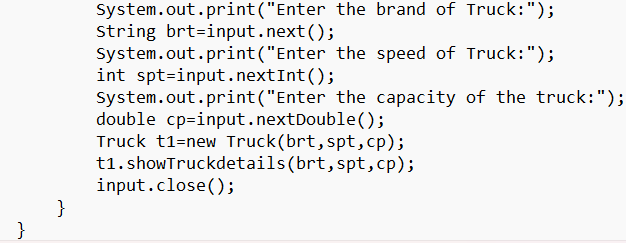 System.out.print("Enter the brand of Truck:");
String brt=input.next();
System.out.print("Enter the speed of Truck:");
int spt=input.nextInt();
System.out.print("Enter the capacity of the truck:");
double cp=input.nextDouble();
Truck t1=new Truck(brt,spt,cp);
t1.showTruckdetails(brt,spt,cp);
input.close();
}
}